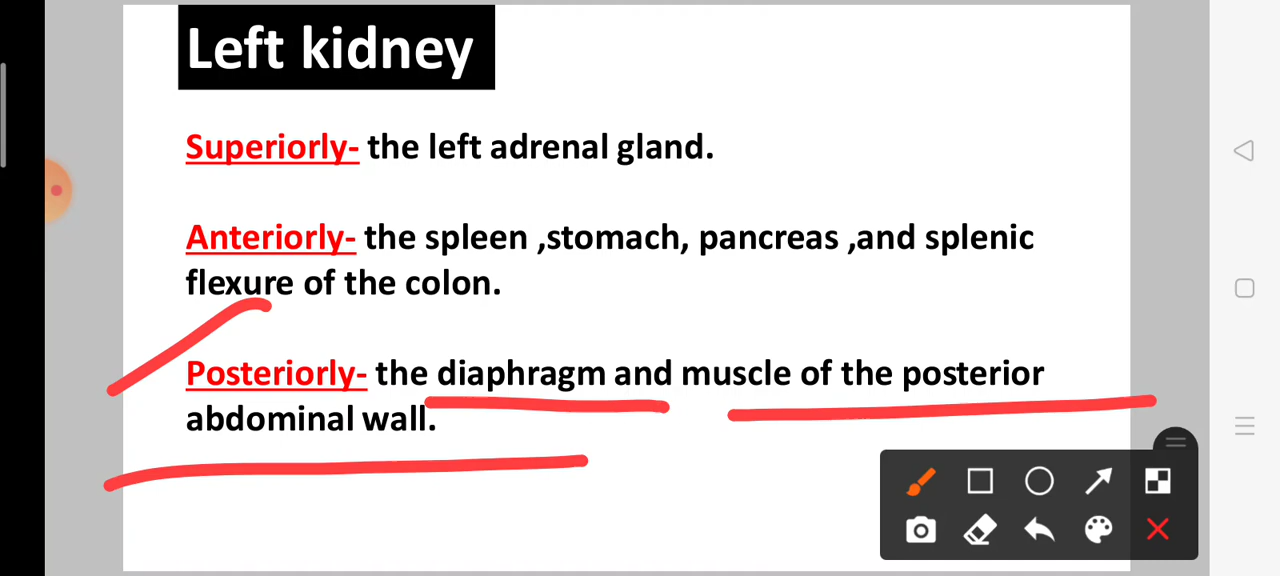 Left kidney
Superiorly- the left adrenal gland.
Anteriorly- the spleen ,stomach, pancreas ,and splenic
flexure of the colon.
Posteriorly- the diaphragm and muscle of the posterior
abdominal wall.